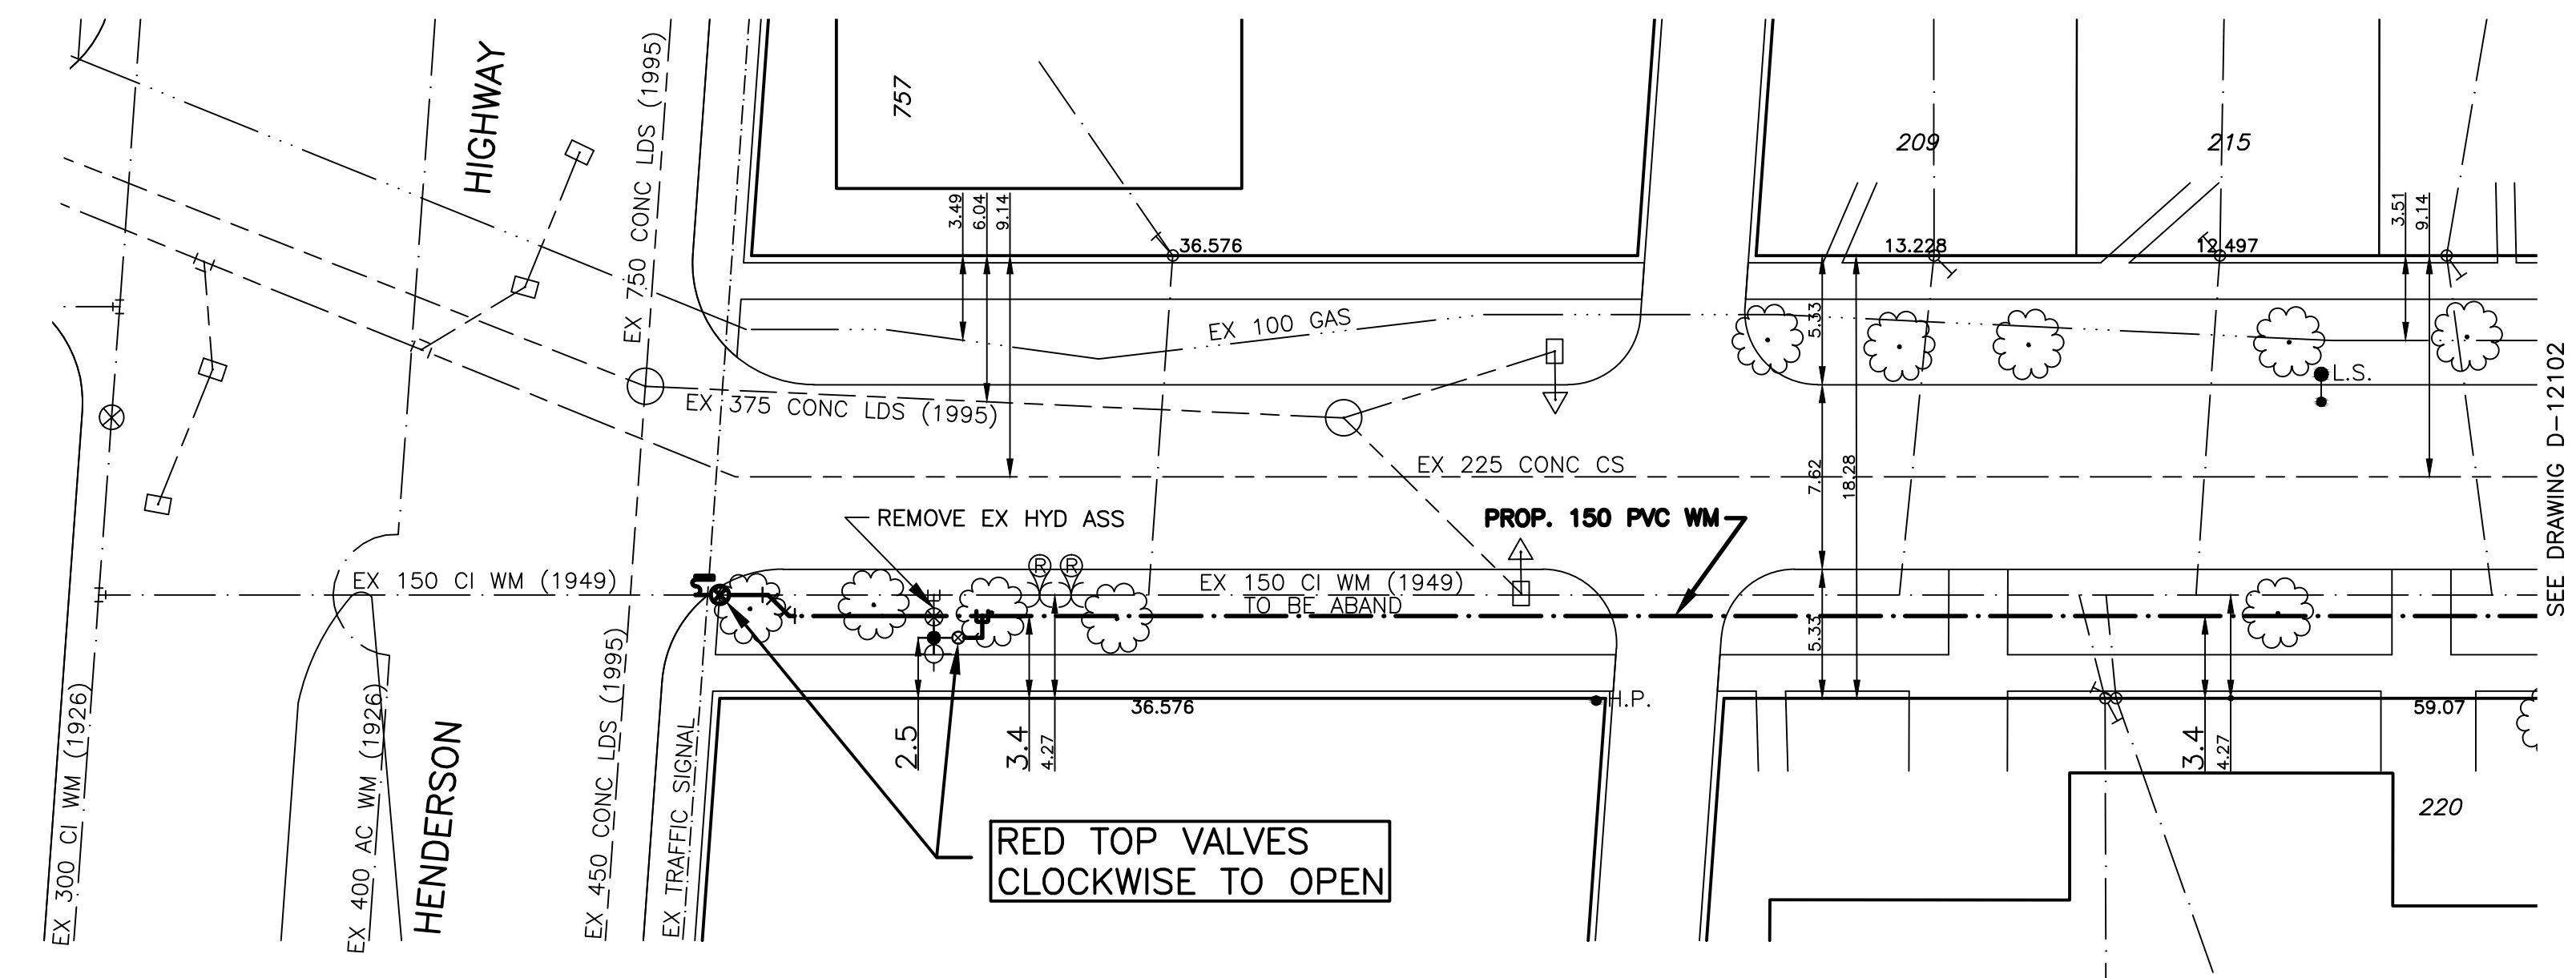 HIGHWAY
EX 750 CONC LDS (1995)
757
209
215
3.49
6.04
9.14
36.576
13.228
12.497
3.51
9.14
EX 100 GAS
5.33
L.S.
EX 375 CONC LDS (1995)
EX 225 CONC CS
7.62
18.28
SEE DRAWING D-12102
REMOVE EX HYD ASS
PROP. 150 PVC WM
EX 150 CI WM (1949)
R
R
EX 150 CI WM (1949)
TO BE ABAND
5.33
EX 300 CI WM (1926)
EX 400 AC WM (1926)
HENDERSON
EX 450 CONC LDS (1995)
EX TRAFFIC SIGNAL
2.5
3.4
4.27
36.576
H.P.
3.4
4.27
59.07
220
RED TOP VALVES
CLOCKWISE TO OPEN